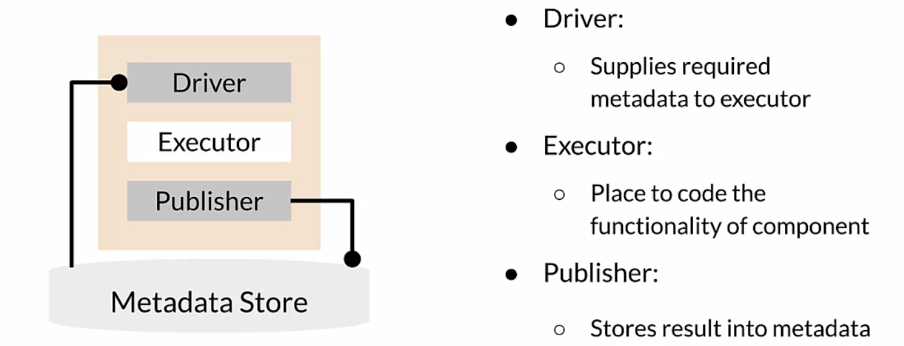 Driver
Executor
Publisher
Metadata Store
● Driver:
○ Supplies required
metadata to executor
● Executor:
○ Place to code the
functionality of component
● Publisher:
○ Stores result into metadata